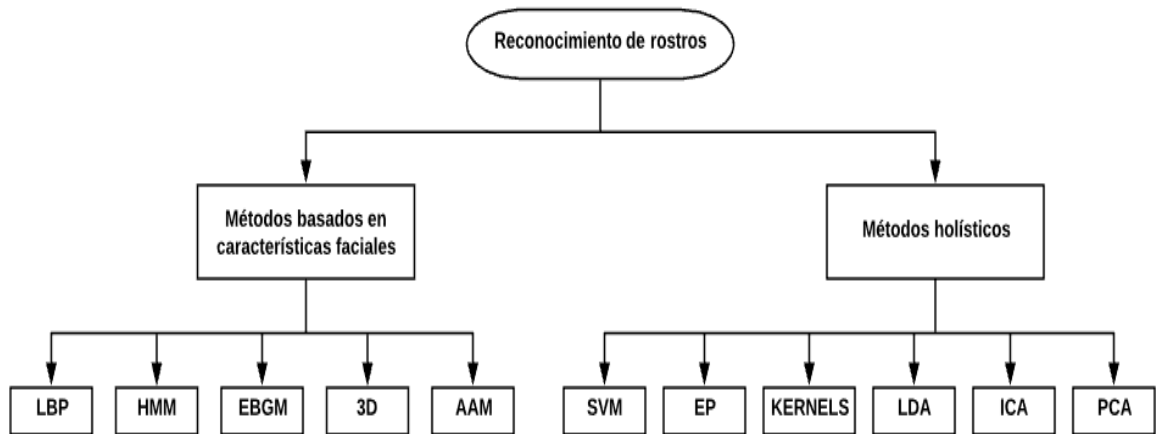 Reconocimiento de rostros
Métodos basados en
características faciales
Métodos holísticos
LBP
HMM
EBGM
3D
AAM
SVM
EP
KERNELS
LDA
ICA
PCA